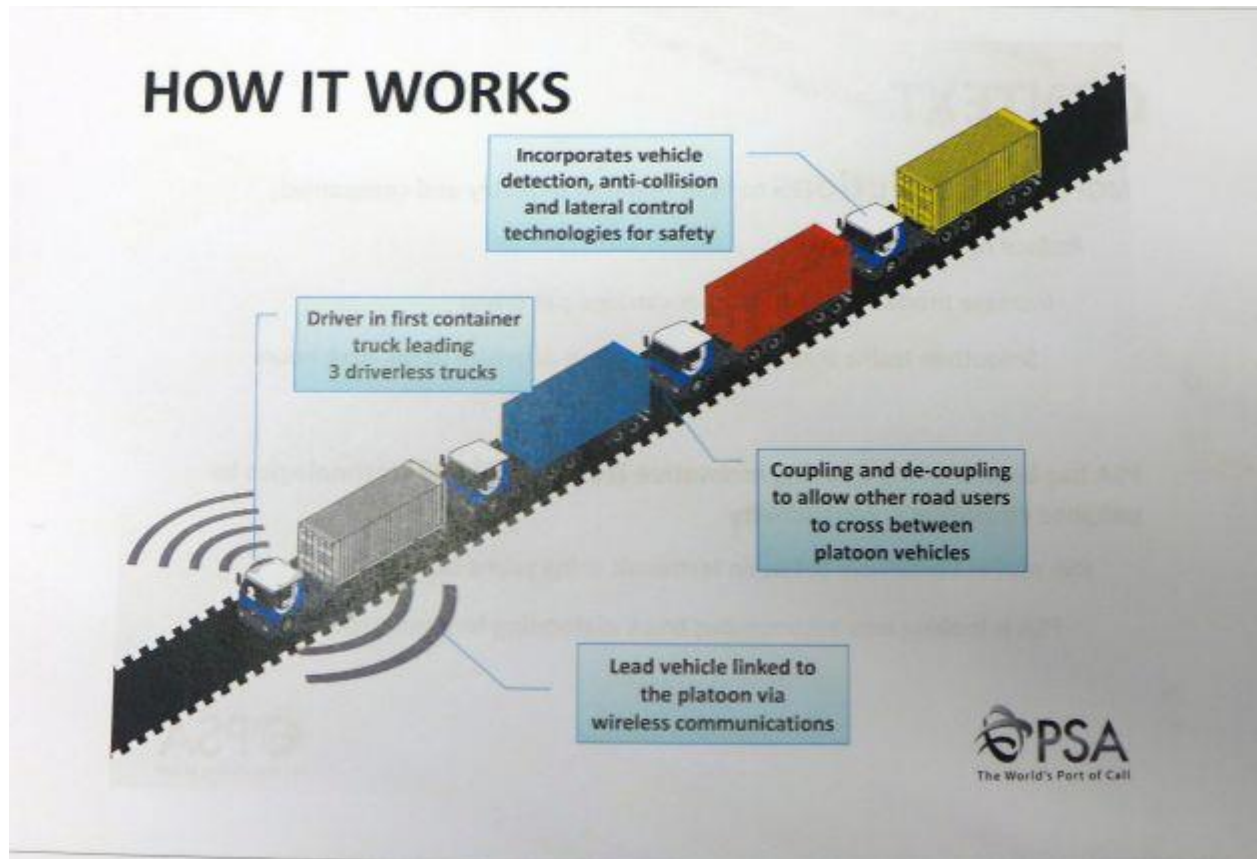 HOW IT WORKS
Incorporates vehicle
detection, anti-collision
and lateral control
technologies for safety
Driver in first container
truck leading
3 driverless trucks
Coupling and de-coupling
to allow other road users
to cross between
platoon vehicles
Lead vehicle linked to
the platoon via
wireless communications
PSA
The World's Port of Call